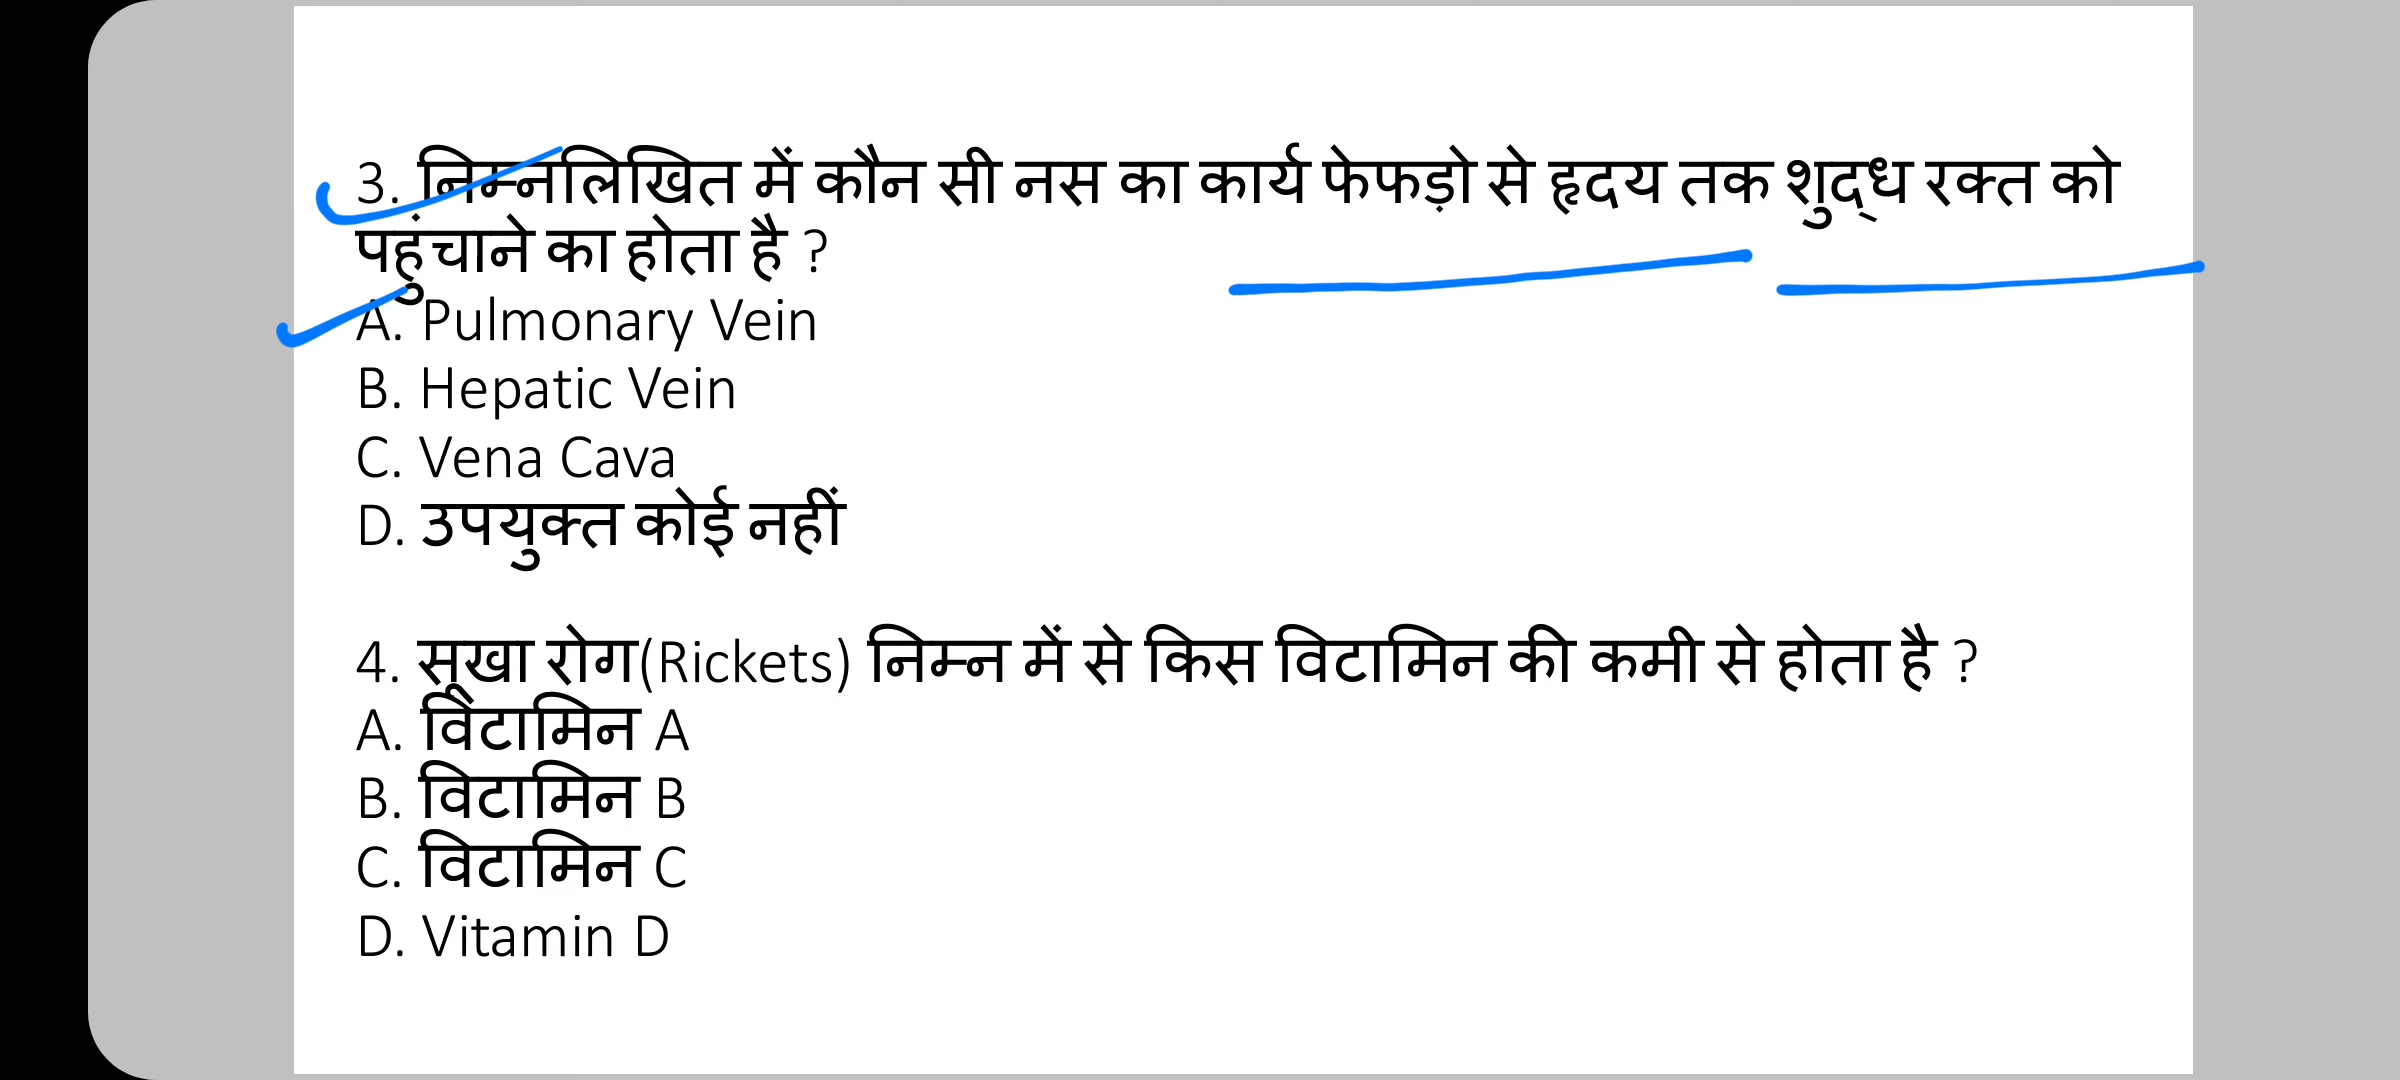 3. निम्नलिखित में कौन सी नस का कार्य फेफड़ो से हृदय तक शुद्ध रक्त को
पहुंचाने का होता है ?
A. Pulmonary Vein
B. Hepatic Vein
C. Vena Cava
D. उपयुक्त कोई नहीं
4. सूखा रोग(Rickets) निम्न में से किस विटामिन की कमी से होता है ?
A. विटामिन A
B. विटामिन B
C. विटामिन C
D. Vitamin D